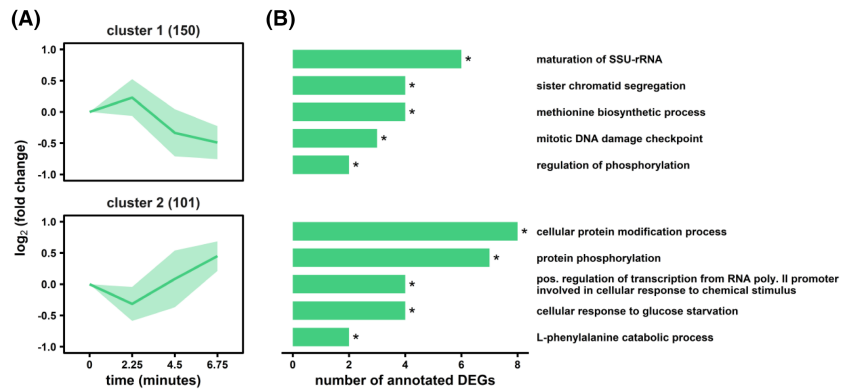 (A)
(B)
cluster 1 (150)
1.0
0.5
0.0
-0.5
-1.0
maturation of SSU-rRNA
*
sister chromatid segregation
*
methionine biosynthetic process
*
mitotic DNA damage checkpoint
*
regulation of phosphorylation
*
log2 (fold change)
cluster 2 (101)
1.0
0.5
0.0
-0.5
-1.0
0 2.25 4.5 6.75
time (minutes)
cellular protein modification process
*
protein phosphorylation
*
pos. regulation of transcription from RNA poly. II promoter
involved in cellular response to chemical stimulus
*
cellular response to glucose starvation
*
L-phenylalanine catabolic process
*
0 2 4 6 8
number of annotated DEGs